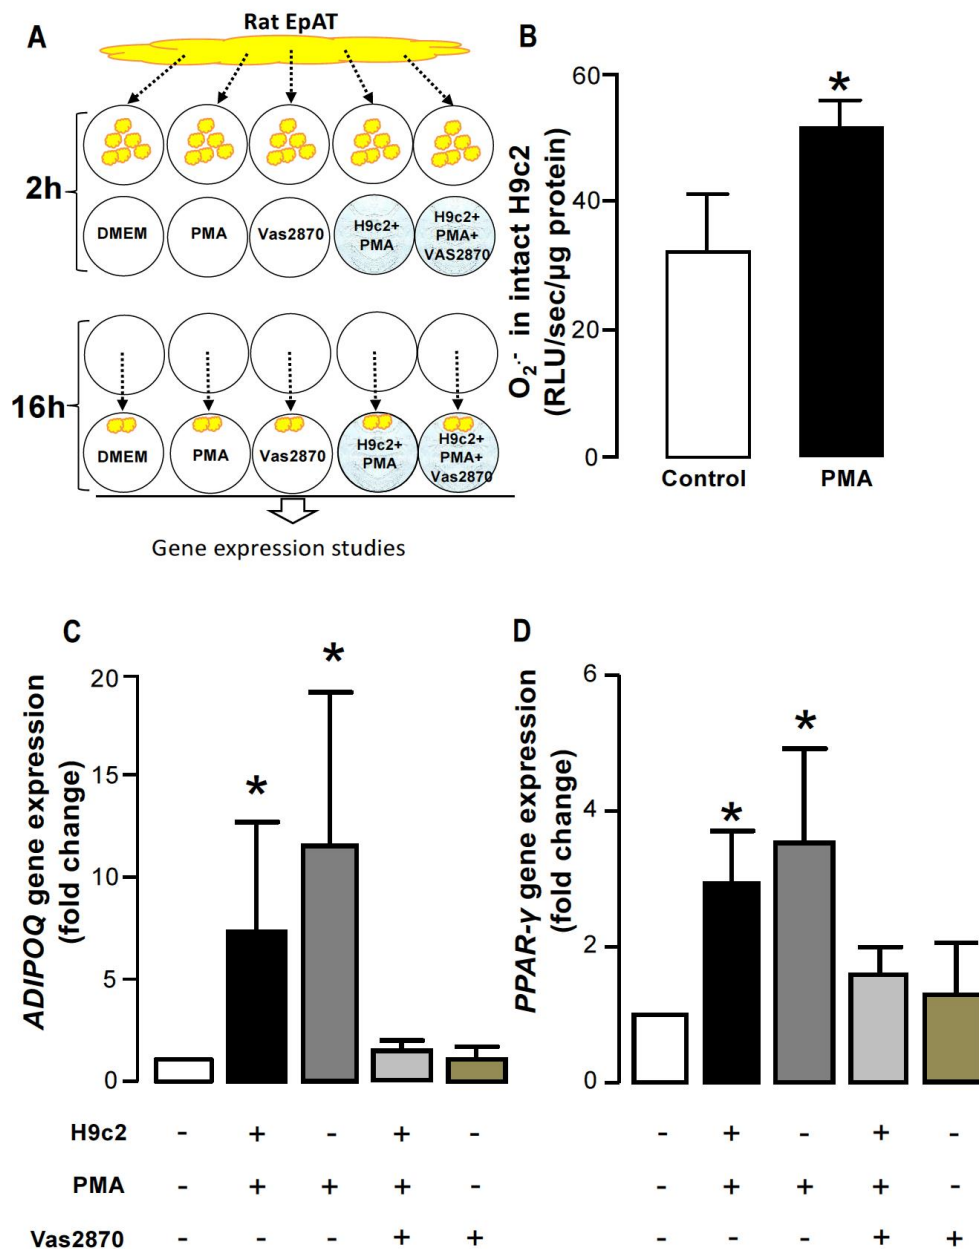 A
Rat EpAT
2h
DMEM
PMA
Vas2870
H9c2+
PMA
H9c2+
PMA+
VAS2870
16h
DMEM
PMA
Vas2870
H9c2+
PMA
H9c2+
PMA+
Vas2870
Gene expression studies
B
O₂·⁻ in intact H9c2
(RLU/sec/µg protein)
60
40
20
0
Control
PMA
*
C
ADIPOQ gene expression
(fold change)
20
15
10
5
0
*
*
D
PPAR-γ gene expression
(fold change)
6
4
2
0
*
*
H9c2 - + - + - - + - + -
PMA - + + + - - + + + -
Vas2870 - - - + + - - - + +